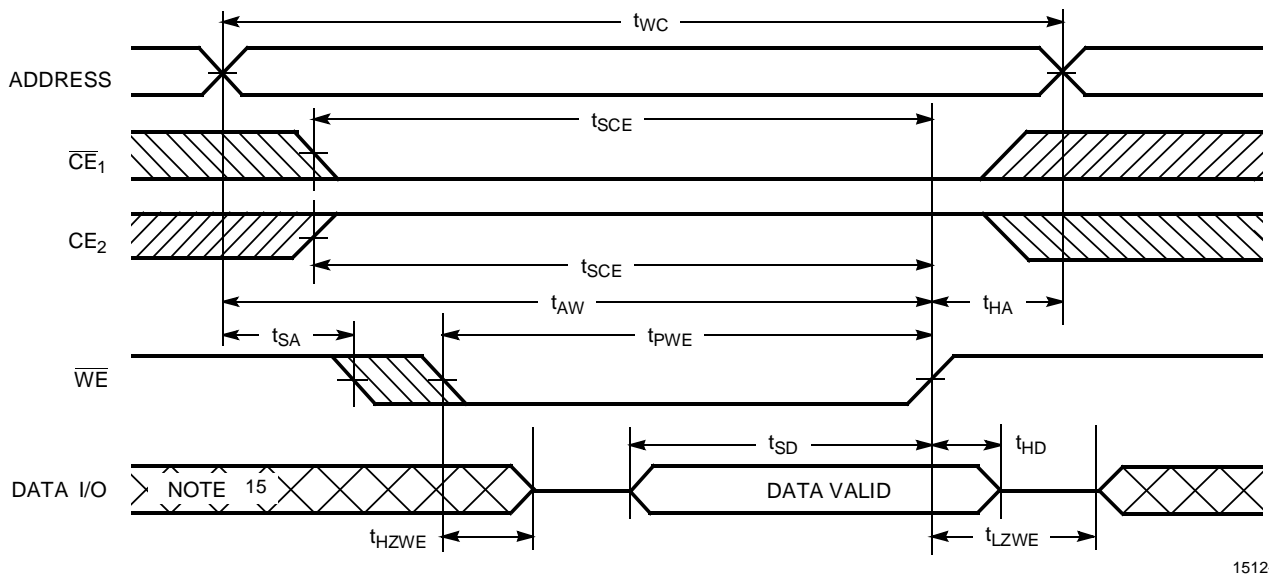 tWC
ADDRESS
tSCE
CE1
CE2
tSCE
tAW
tHA
tSA
tPWE
WE
tSD
tHD
DATA I/O
NOTE 15
DATA VALID
tHZWE
tLZWE
1512